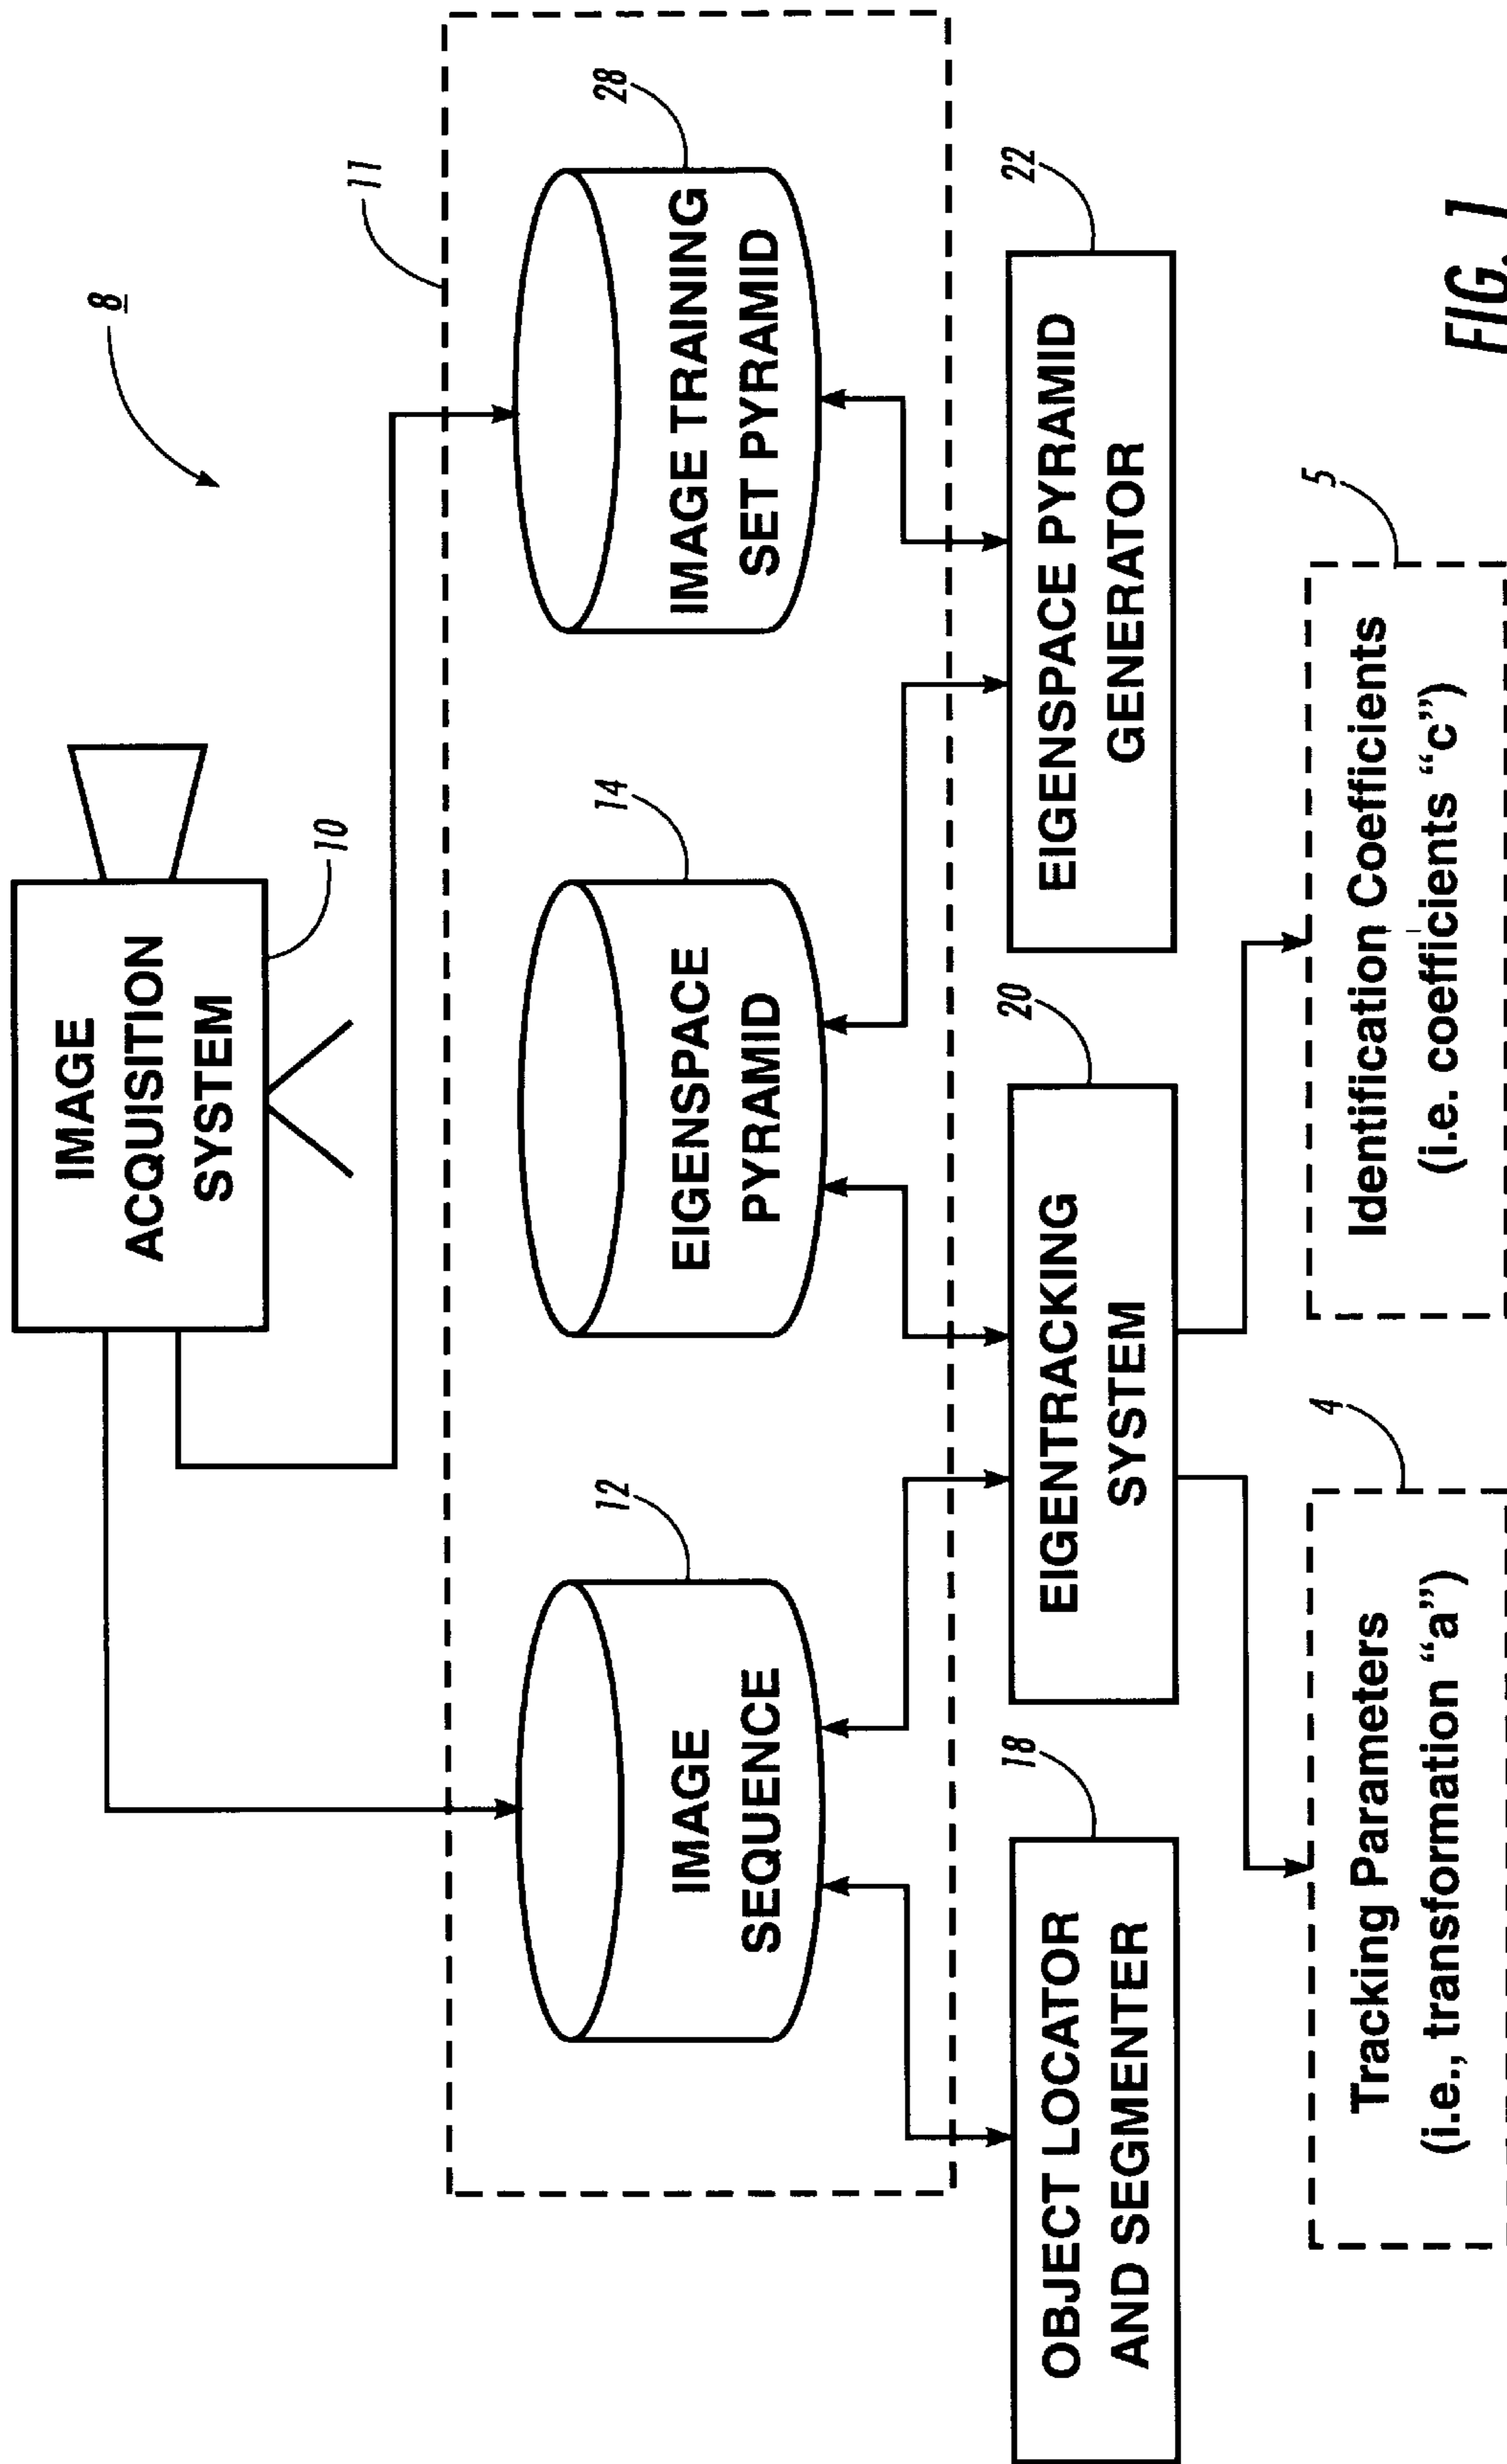 8
IMAGE
ACQUISITION
SYSTEM
10
11
12
IMAGE
SEQUENCE
14
EIGENSPACE
PYRAMID
28
IMAGE TRAINING
SET PYRAMID
18
OBJECT LOCATOR
AND SEGMENTER
20
EIGENTRACKING
SYSTEM
22
EIGENSPACE PYRAMID
GENERATOR
4
Tracking Parameters
(i.e., transformation “a”)
5
Identification Coefficients
(i.e. coefficients “c”)
FIG. 1